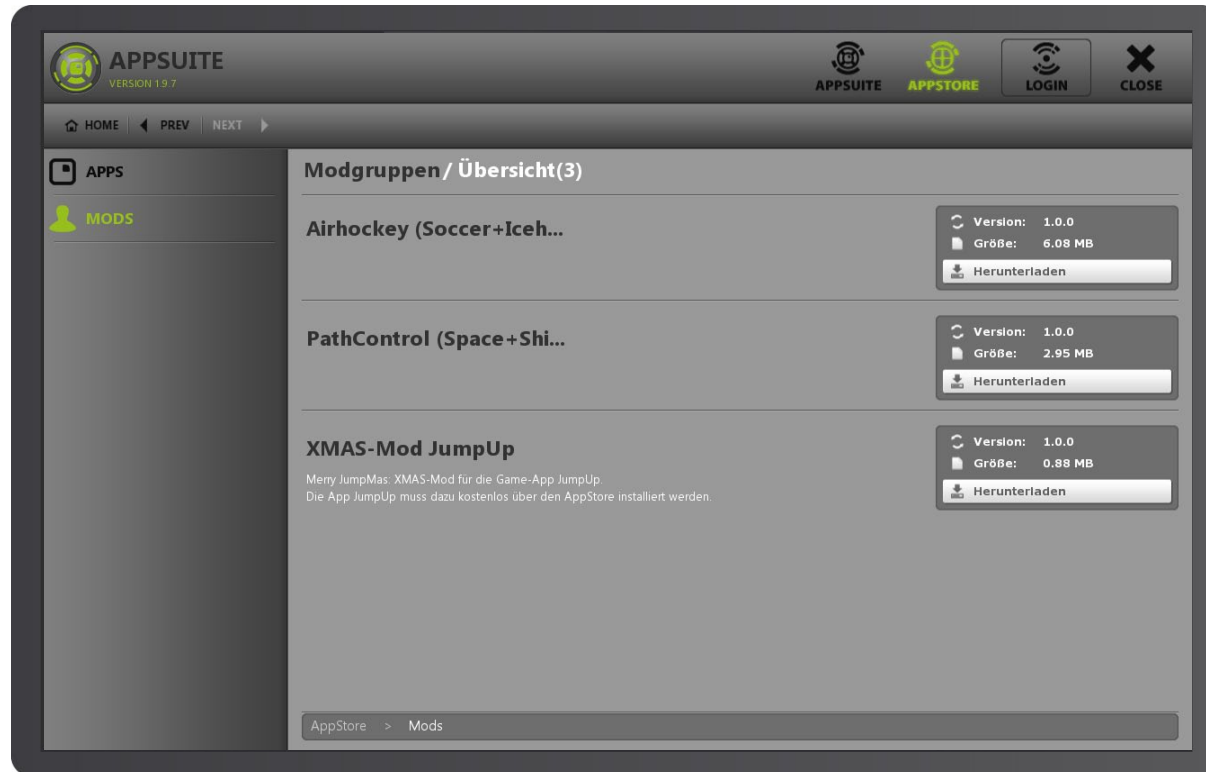 APPSUITE
VERSION 1.9.7
APPSUITE
APPSTORE
LOGIN
CLOSE
HOME
PREV
NEXT
APPS
MODS
Modgruppen / Übersicht(3)
Airhockey (Soccer+Iceh...
Version: 1.0.0
Größe: 6.08 MB
Herunterladen
PathControl (Space+Shi...
Version: 1.0.0
Größe: 2.95 MB
Herunterladen
XMAS-Mod JumpUp
Merry JumpMas: XMAS-Mod für die Game-App JumpUp.
Die App JumpUp muss dazu kostenlos über den AppStore installiert werden.
Version: 1.0.0
Größe: 0.88 MB
Herunterladen
AppStore > Mods